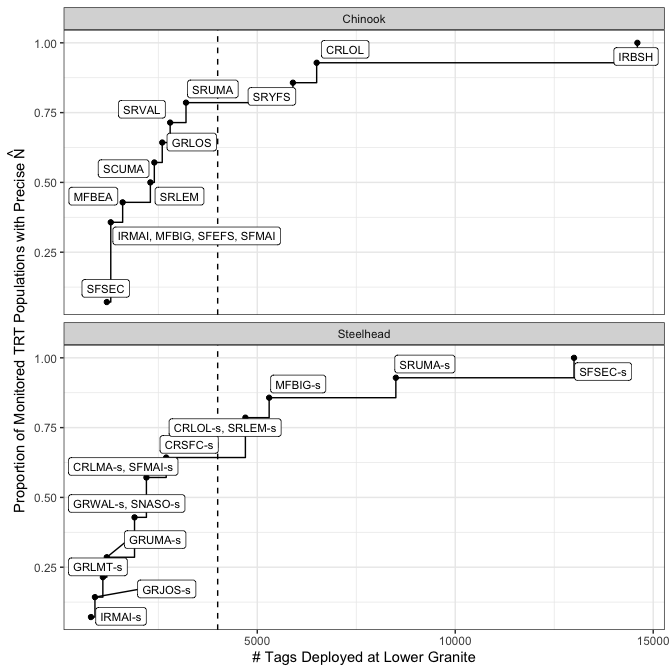 Chinook
1.00
0.75
0.50
0.25
CRLOL
IRBSH
SRUMA
SRYFS
SRVAL
GRLOS
SCUMA
MFBEA
SRLEM
IRMAI, MFBIG, SFEFS, SFMAI
SFSEC
Steelhead
1.00
0.75
0.50
0.25
SRUMA-s
SFSEC-s
MFBIG-s
CRLOL-s, SRLEM-s
CRSFC-s
CRLMA-s, SFMAI-s
GRWAL-s, SNASO-s
GRUMA-s
GRLMT-s
GRJOS-s
IRMAI-s
5000
10000
15000
# Tags Deployed at Lower Granite
Proportion of Monitored TRT Populations with Precise N̂